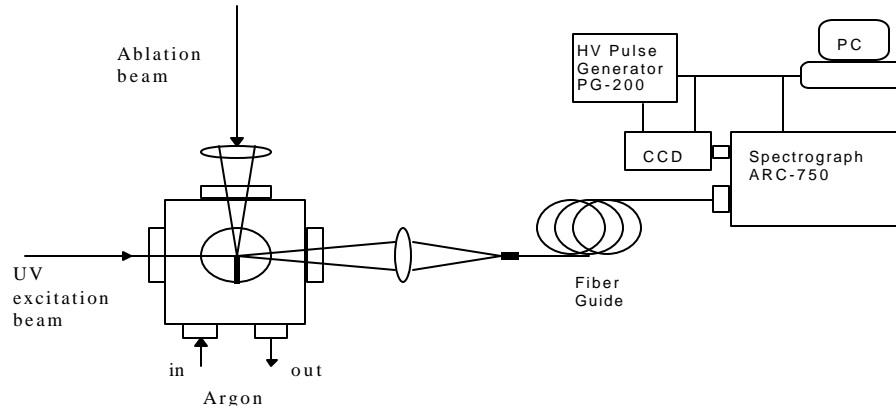 Ablation
beam
HV Pulse
Generator
PG-200
PC
CCD
Spectrograph
ARC-750
UV
excitation
beam
Fiber
Guide
in
out
Argon